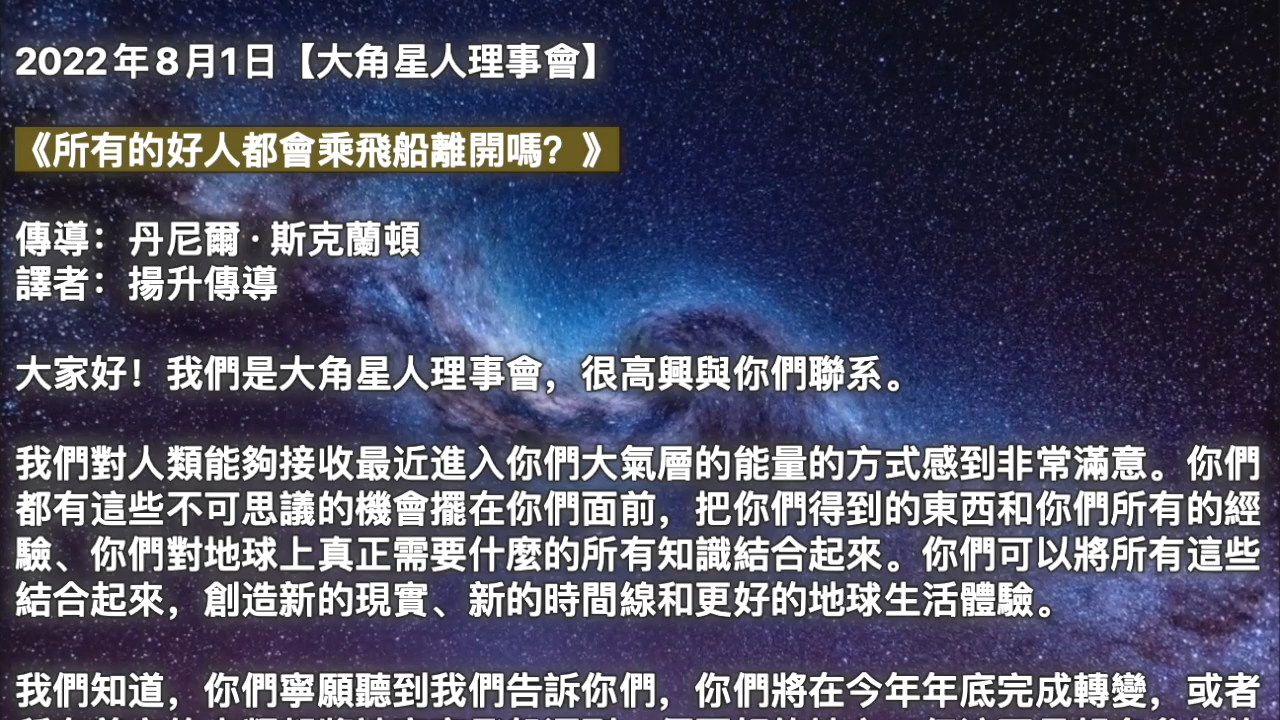 2022年8月1日【大角星人理事會】
《所有的好人都會乘飛船離開嗎？》
傳導：丹尼爾·斯克蘭頓
譯者：揚升傳導
大家好！我們是大角星人理事會，很高興與你們聯系。
我們對人類能夠接收最近進入你們大氣層的能量的方式感到非常滿意。你們
都有這些不可思議的機會擺在你們面前，把你們得到的東西和你們所有的經
驗、你們對地球上真正需要什麼的所有知識結合起來。你們可以將所有這些
結合起來，創造新的現實、新的時間線和更好的地球生活體驗。
我們知道，你們寧願聽到我們告訴你們，你們將在今年年底完成轉變，或者